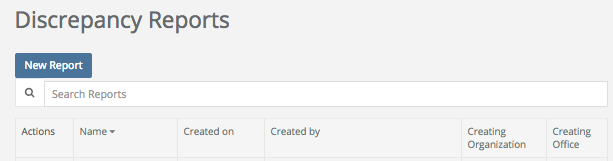 Discrepancy Reports
New Report
Search Reports
Actions Name Created on Created by Creating Organization Creating Office